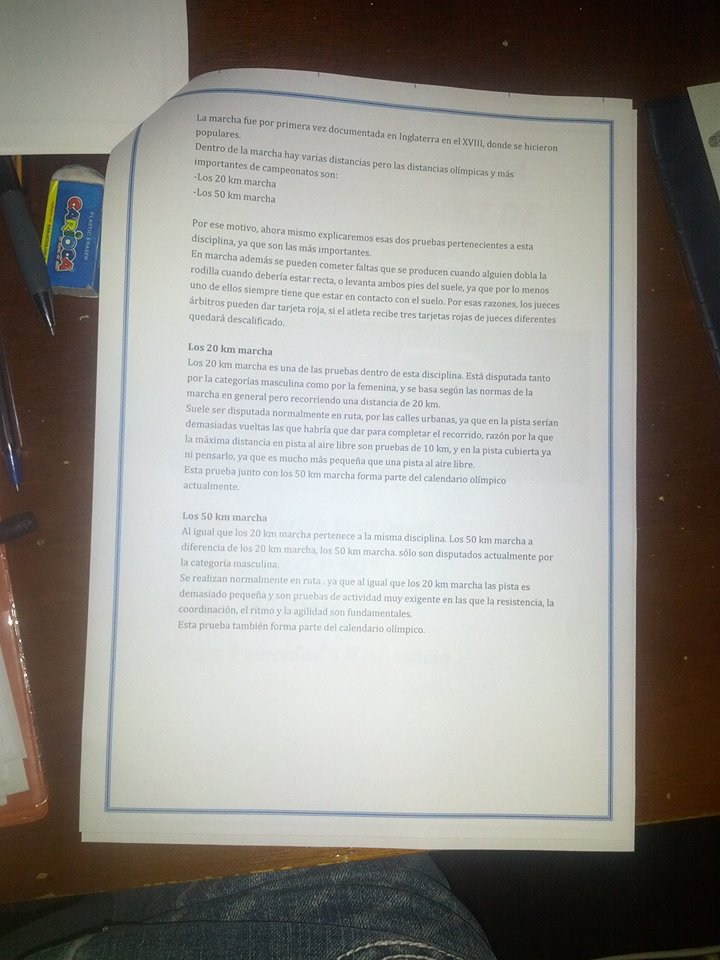 La marcha fue por primera vez documentada en Inglaterra en el XVIII, donde se hicieron
populares.
Dentro de la marcha hay varias distancias pero las distancias olímpicas y más
importantes de campeonatos son:
-Los 20 km marcha
-Los 50 km marcha
Por ese motivo, ahora mismo explicaremos esas dos pruebas pertenecientes a esta
disciplina, ya que son las más importantes.
En marcha además se pueden cometer faltas que se producen cuando alguien dobla la
rodilla cuando debería estar recta, o levanta ambos pies del suele, ya que por lo menos
uno de ellos siempre tiene que estar en contacto con el suelo. Por esas razones, los jueces
árbitros pueden dar tarjeta roja, si el atleta recibe tres tarjetas rojas de jueces diferentes
quedará descalificado.
Los 20 km marcha
Los 20 km marcha es una de las pruebas dentro de esta disciplina. Está disputada tanto
por la categorías masculina como por la femenina, y se basa según las normas de la
marcha en general pero recorriendo una distancia de 20 km.
Suele ser disputada normalmente en ruta, por las calles urbanas, ya que en la pista serían
demasiadas vueltas las que habría que dar para completar el recorrido, razón por la que
la máxima distancia en pista al aire libre son pruebas de 10 km, y en la pista cubierta ya
ni pensarlo, ya que es mucho más pequeña que una pista al aire libre.
Esta prueba junto con los 50 km marcha forma parte del calendario olímpico
actualmente.
Los 50 km marcha
Al igual que los 20 km marcha pertenece a la misma disciplina. Los 50 km marcha a
diferencia de los 20 km marcha, los 50 km marcha. sólo son disputados actualmente por
la categoría masculina.
Se realizan normalmente en ruta . ya que al igual que los 20 km marcha las pista es
demasiado pequeña y son pruebas de actividad muy exigente en las que la resistencia, la
coordinación, el ritmo y la agilidad son fundamentales.
Esta prueba también forma parte del calendario olímpico.
CARIOCA
PLASTIC ERASER